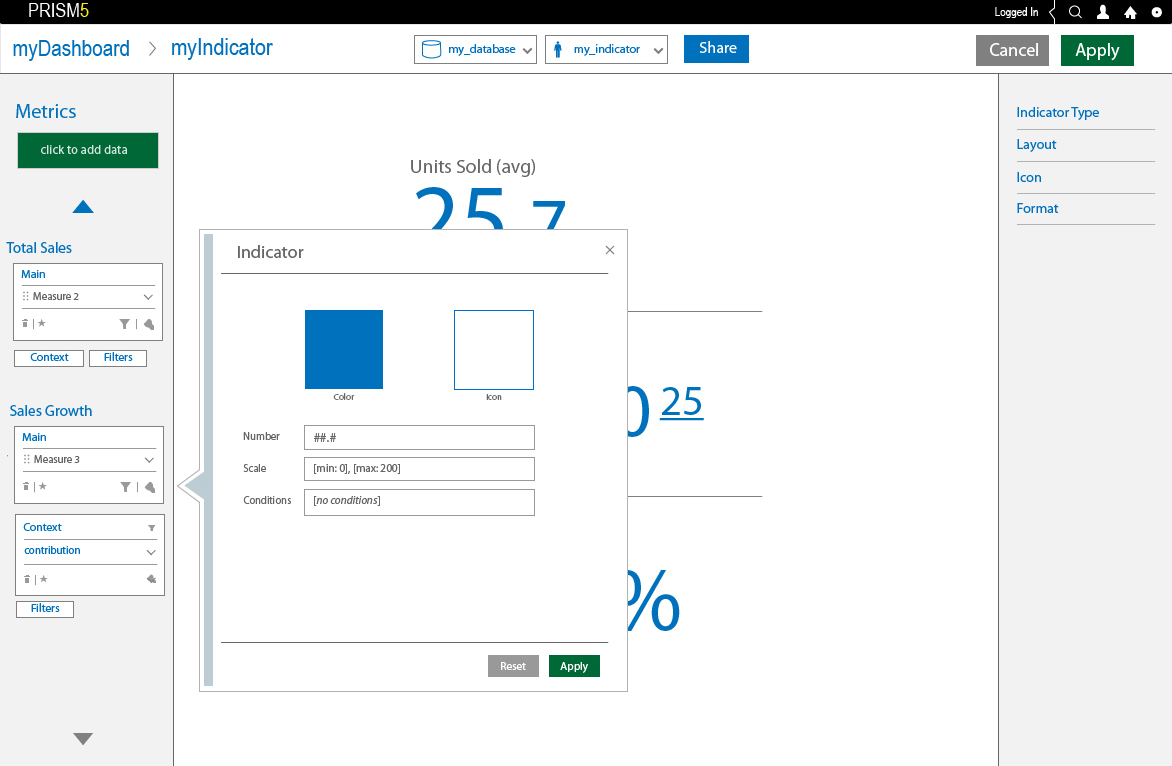 PRISM5
Logged In
myDashboard
myIndicator
my_database
my_indicator
Share
Cancel
Apply
Metrics
click to add data
Total Sales
Main
Measure 2
Context
Filters
Sales Growth
Main
Measure 3
Context
contribution
Filters
Units Sold (avg)
25.7
Indicator
×
Color
Icon
Number
##.#
Scale
[min: 0], [max: 200]
Conditions
[no conditions]
Reset
Apply
0 25
%
Indicator Type
Layout
Icon
Format